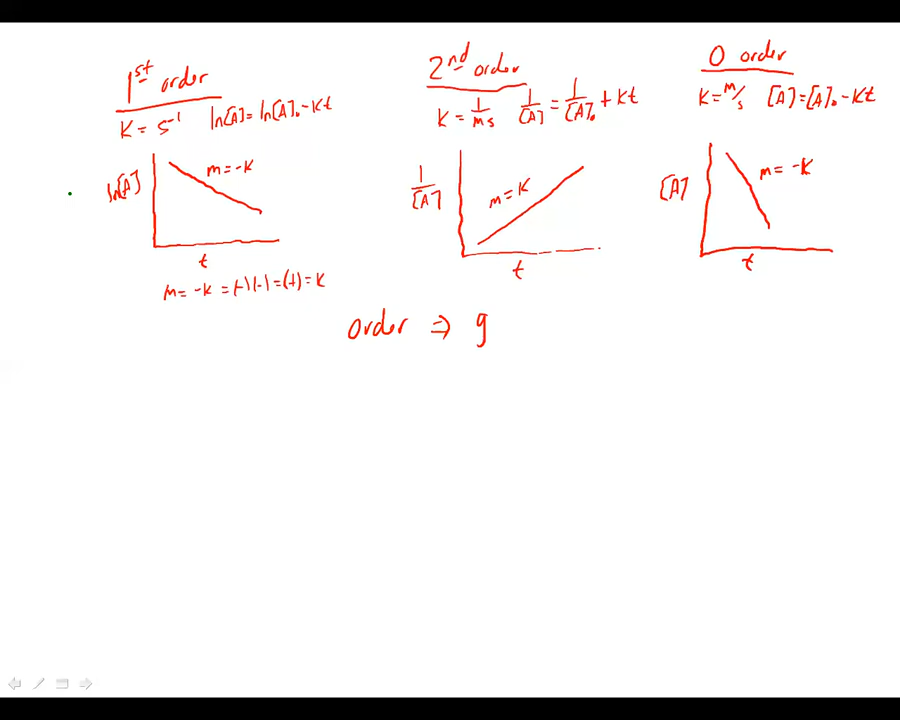 1st order
K = s⁻¹ ln[A] = ln[A]₀ - Kt
ln[A]
m = -K
t
m = -K = (-)(-) = (+) = K
2nd order
K = 1/Ms 1/[A] = 1/[A]₀ + Kt
1/[A]
m = K
t
0 order
K = M/s [A] = [A]₀ - Kt
[A]
m = -K
t
order ⇒ g